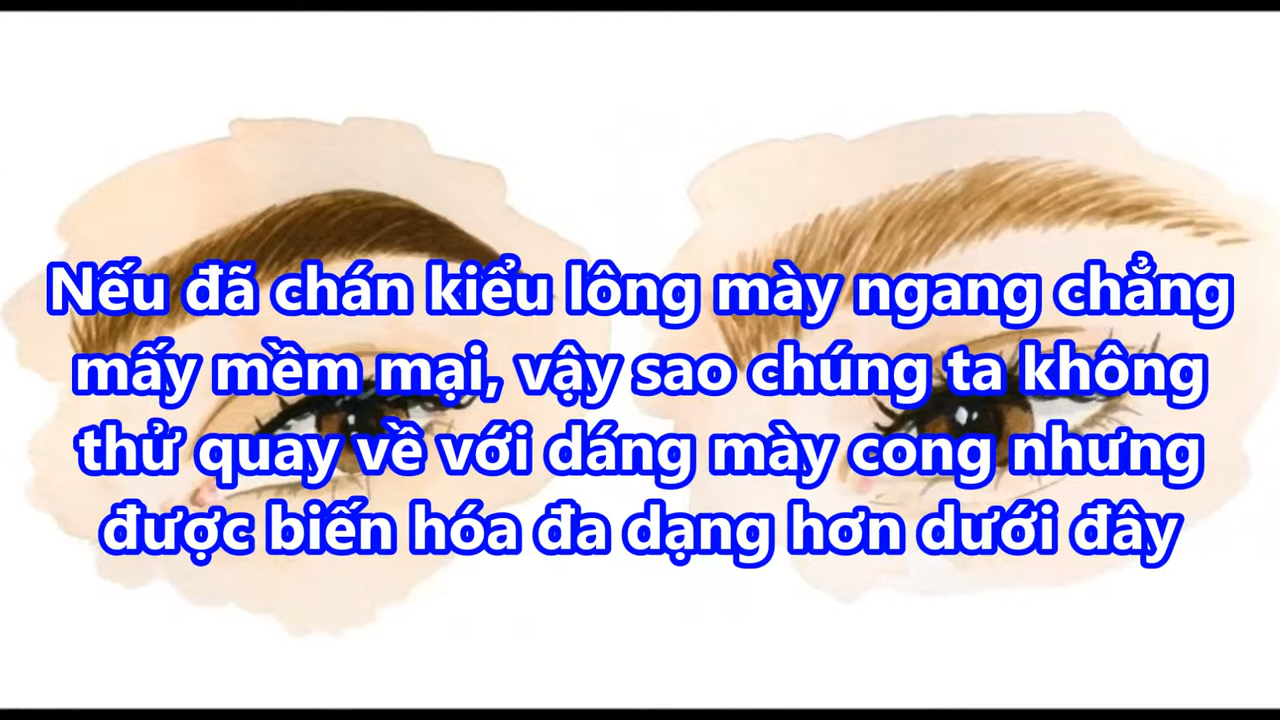 Nếu đã chán kiểu lông mày ngang chẳng
mấy mềm mại, vậy sao chúng ta không
thử quay về với dáng mày cong nhưng
được biến hóa đa dạng hơn dưới đây